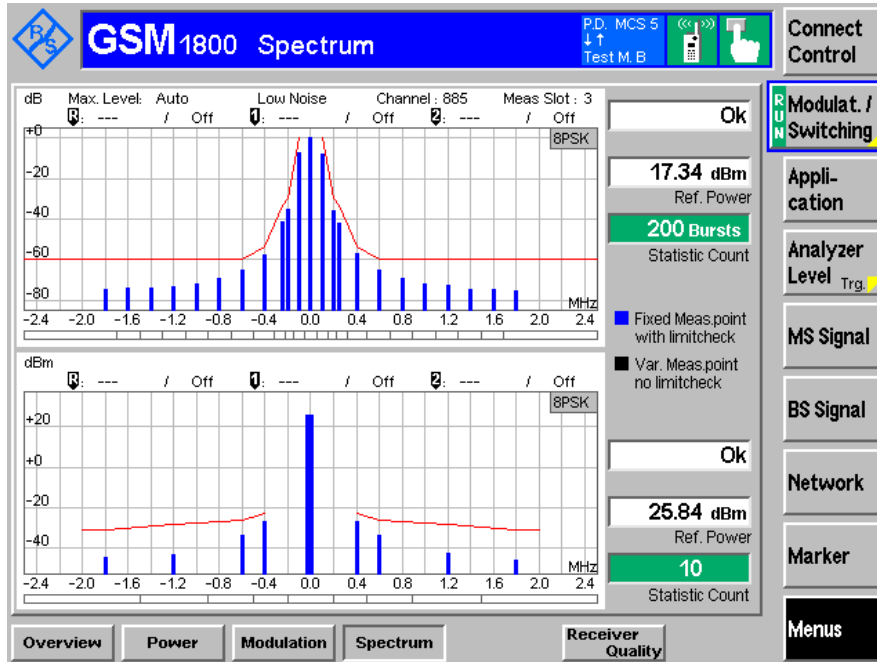 R/S
GSM 1800 Spectrum
P.D. MCS 5
↓↑
Test M. B
Connect Control
dB Max. Level: Auto Low Noise Channel : 885 Meas Slot : 3
R: --- / Off 1: --- / Off 2: --- / Off
8PSK
+0
-20
-40
-60
-80
MHz
-2.4 -2.0 -1.6 -1.2 -0.8 -0.4 0.0 0.4 0.8 1.2 1.6 2.0 2.4
Ok
17.34 dBm
Ref. Power
200 Bursts
Statistic Count
Fixed Meas.point
with limitcheck
Var. Meas.point
no limitcheck
dBm
R: --- / Off 1: --- / Off 2: --- / Off
8PSK
+20
+0
-20
-40
MHz
-2.4 -2.0 -1.6 -1.2 -0.8 -0.4 0.0 0.4 0.8 1.2 1.6 2.0 2.4
Ok
25.84 dBm
Ref. Power
10
Statistic Count
RUN
Modulat. /
Switching
Appli-
cation
Analyzer
Level Trg.
MS Signal
BS Signal
Network
Marker
Menus
Overview Power Modulation Spectrum Receiver
Quality